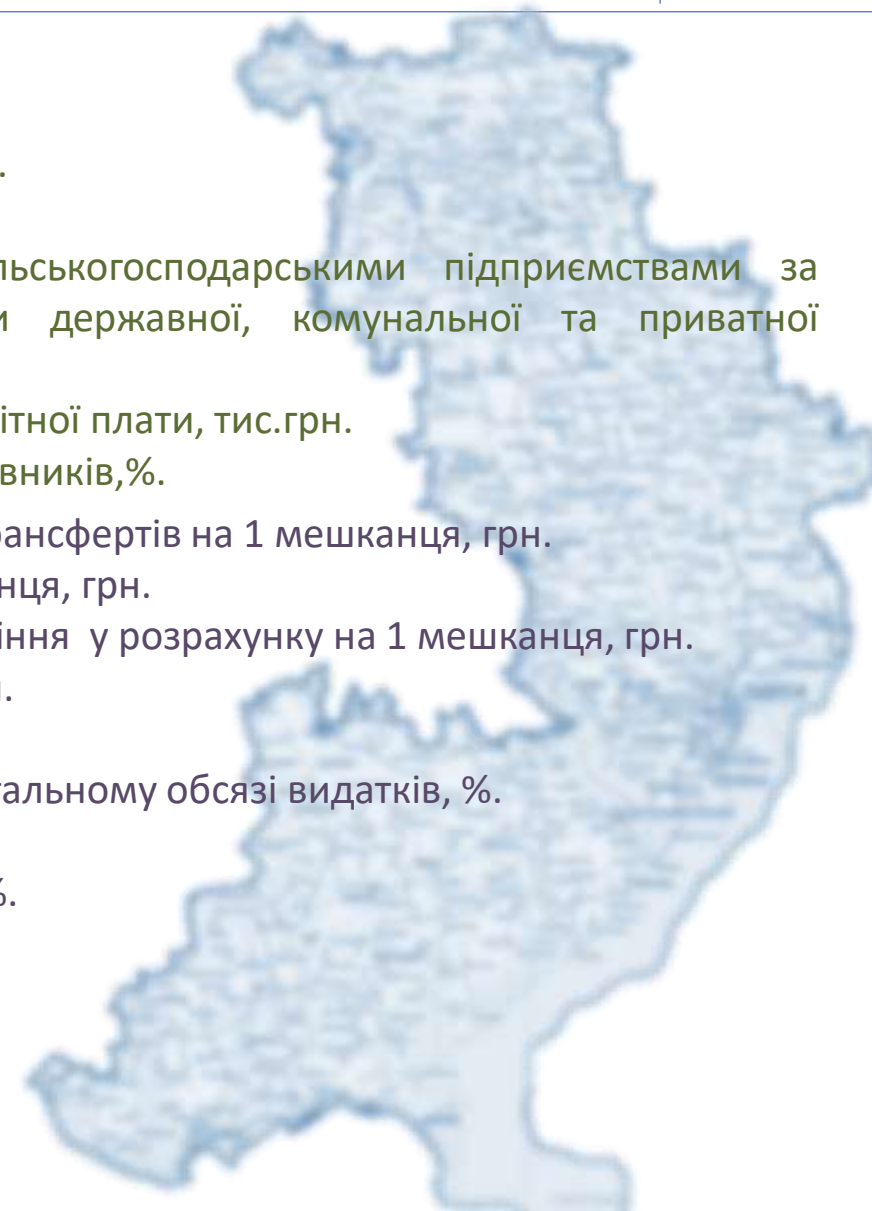 .
льськогосподарськими підприємствами за
и державної, комунальної та приватної
ітної плати, тис.грн.
вників,%.
рансфертів на 1 мешканця, грн.
нця, грн.
іння у розрахунку на 1 мешканця, грн.
.
тальному обсязі видатків, %.
%.